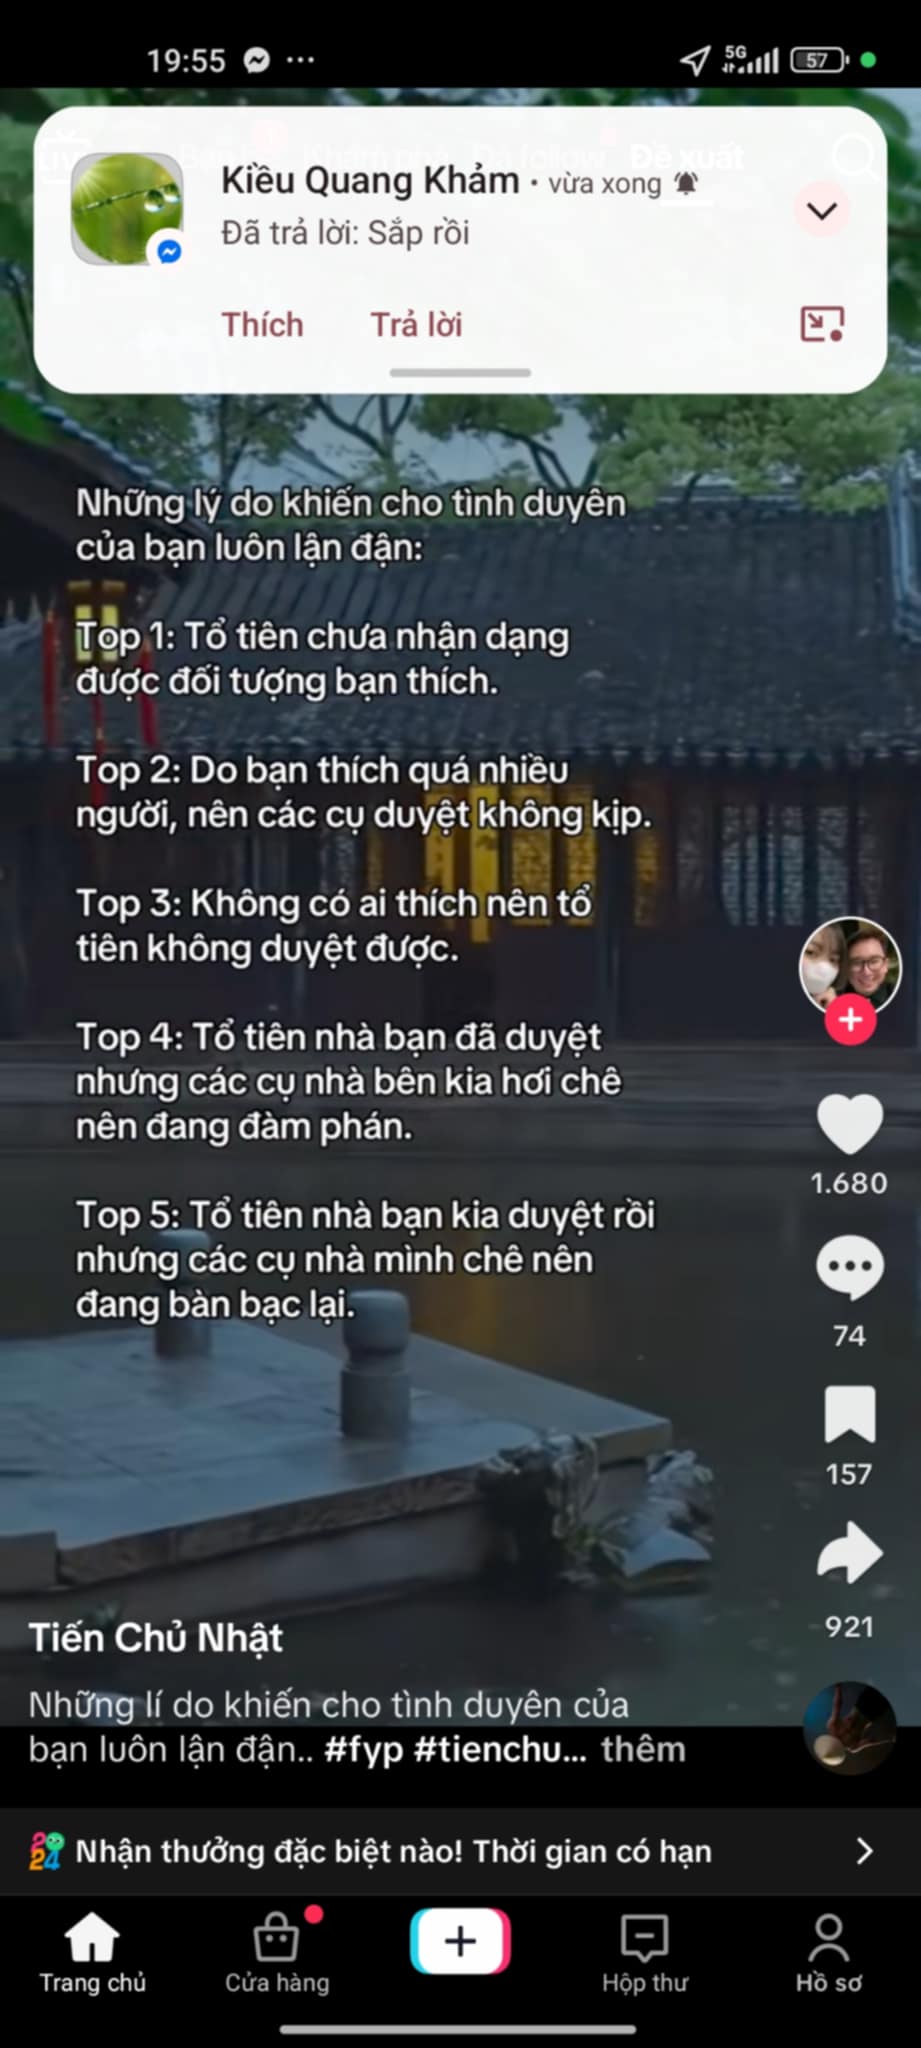 19:55
5G
57
Đề xuất
Kiều Quang Khảm · vừa xong
Đã trả lời: Sắp rồi
Thích Trả lời
Những lý do khiến cho tình duyên
của bạn luôn lận đận:
Top 1: Tổ tiên chưa nhận dạng
được đối tượng bạn thích.
Top 2: Do bạn thích quá nhiều
người, nên các cụ duyệt không kịp.
Top 3: Không có ai thích nên tổ
tiên không duyệt được.
Top 4: Tổ tiên nhà bạn đã duyệt
nhưng các cụ nhà bên kia hơi chê
nên đang đàm phán.
Top 5: Tổ tiên nhà bạn kia duyệt rồi
nhưng các cụ nhà mình chê nên
đang bàn bạc lại.
1.680
74
157
921
Tiến Chủ Nhật
Những lí do khiến cho tình duyên của
bạn luôn lận đận.. #fyp #tienchu... thêm
Nhận thưởng đặc biệt nào! Thời gian có hạn
Trang chủ
Cửa hàng
Hộp thư
Hồ sơ